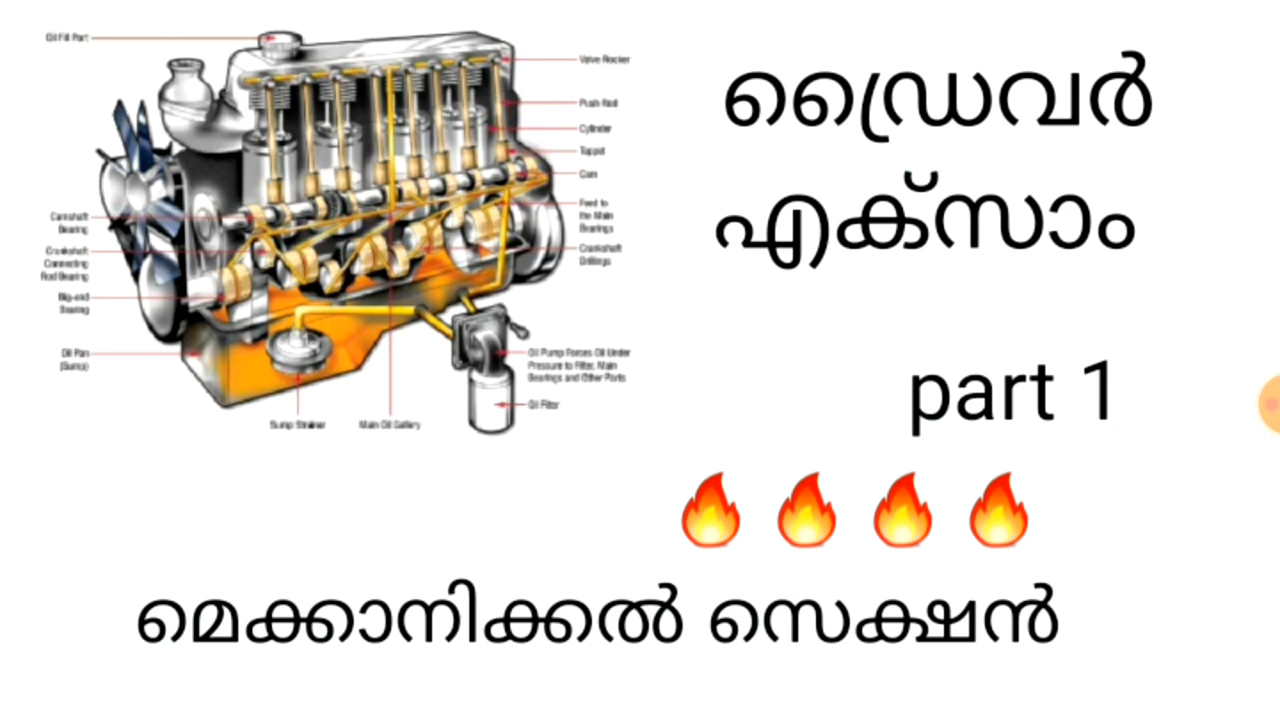 Oil Fill Port
Valve Rocker
Push Rod
Cylinder
Tappet
Cam
Feed to
the Main
Bearings
Crankshaft
Drillings
Camshaft
Bearing
Crankshaft
Connecting
Rod Bearing
Big-end
Bearing
Oil Pan
(Sump)
Oil Pump Forces Oil Under
Pressure to Filter, Main
Bearings and Other Parts
Oil Filter
Sump Strainer
Main Oil Gallery
ഡ്രൈവർ
എക്സാം
part 1
🔥 🔥 🔥 🔥
മെക്കാനിക്കൽ സെക്ഷൻ